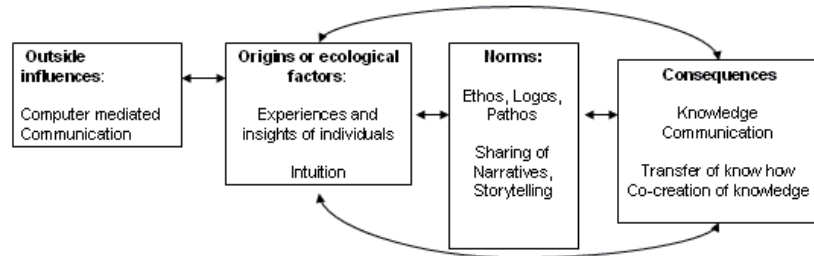 Outside
influences:
Computer mediated
Communication
Origins or ecological
factors:
Experiences and
insights of individuals
Intuition
Norms:
Ethos, Logos,
Pathos
Sharing of
Narratives,
Storytelling
Consequences
Knowledge
Communication
Transfer of know how
Co-creation of knowledge